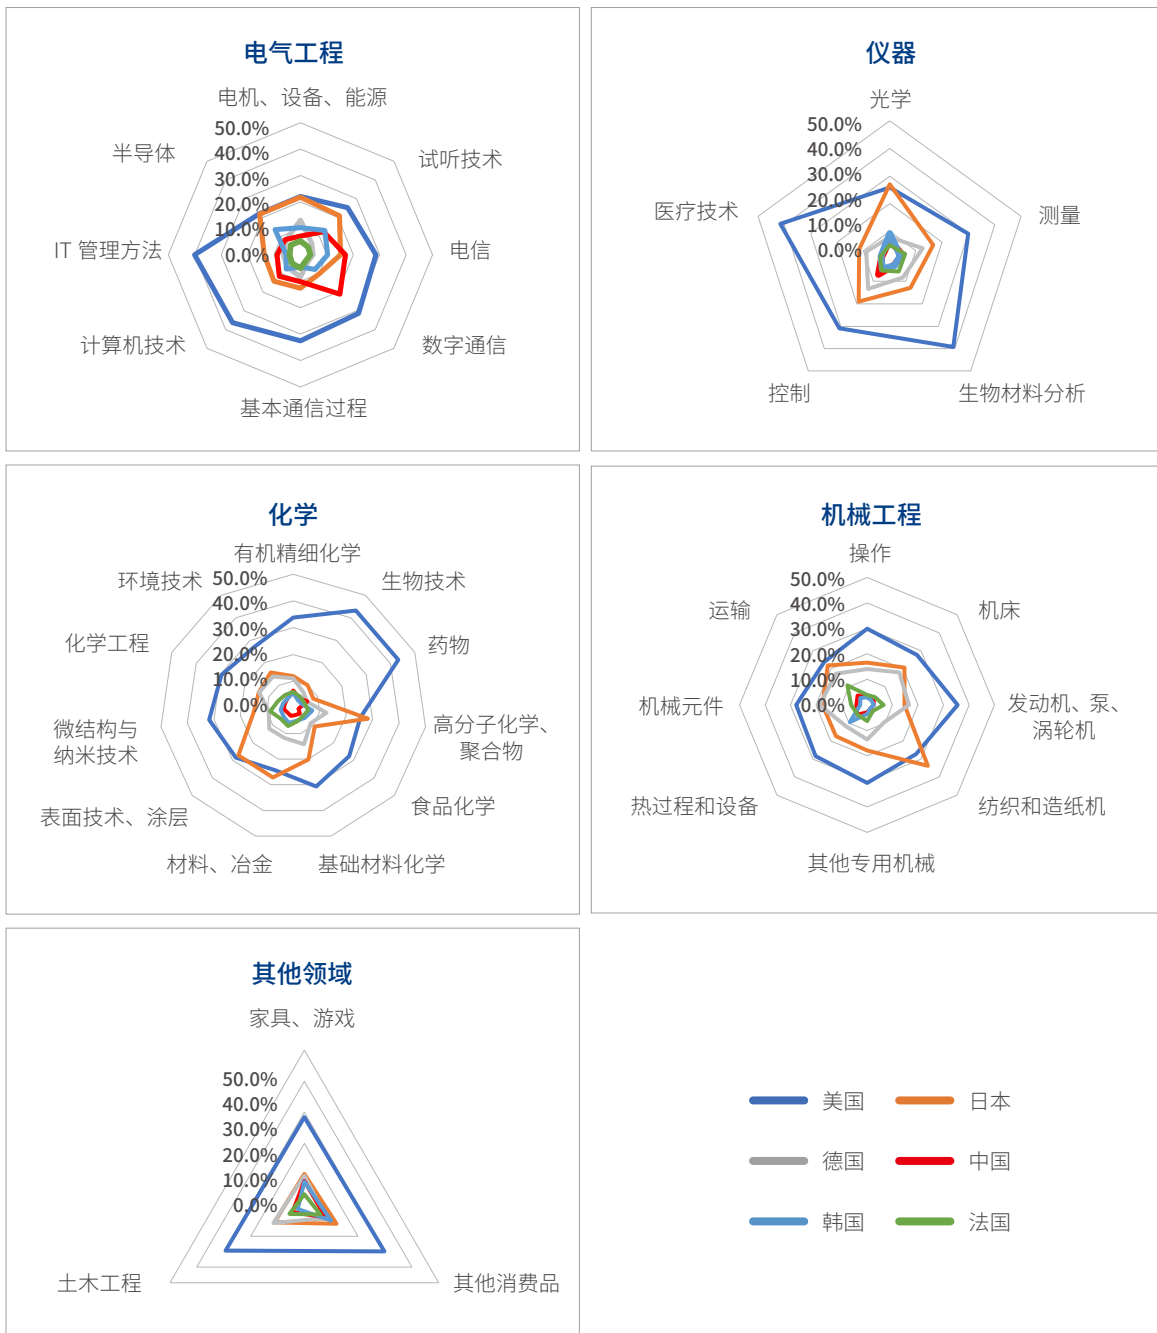 电气工程
电机、设备、能源
50.0%
40.0%
30.0%
20.0%
10.0%
0.0%
半导体
试听技术
IT 管理方法
电信
计算机技术
数字通信
基本通信过程
仪器
光学
50.0%
40.0%
30.0%
20.0%
10.0%
0.0%
医疗技术
测量
控制
生物材料分析
化学
有机精细化学
50.0%
40.0%
30.0%
20.0%
10.0%
0.0%
环境技术
生物技术
化学工程
药物
微结构与
纳米技术
高分子化学、
聚合物
表面技术、涂层
食品化学
材料、冶金
基础材料化学
机械工程
操作
50.0%
40.0%
30.0%
20.0%
10.0%
0.0%
运输
机床
机械元件
发动机、泵、
涡轮机
热过程和设备
纺织和造纸机
其他专用机械
其他领域
家具、游戏
50.0%
40.0%
30.0%
20.0%
10.0%
0.0%
土木工程
其他消费品
美国
日本
德国
中国
韩国
法国